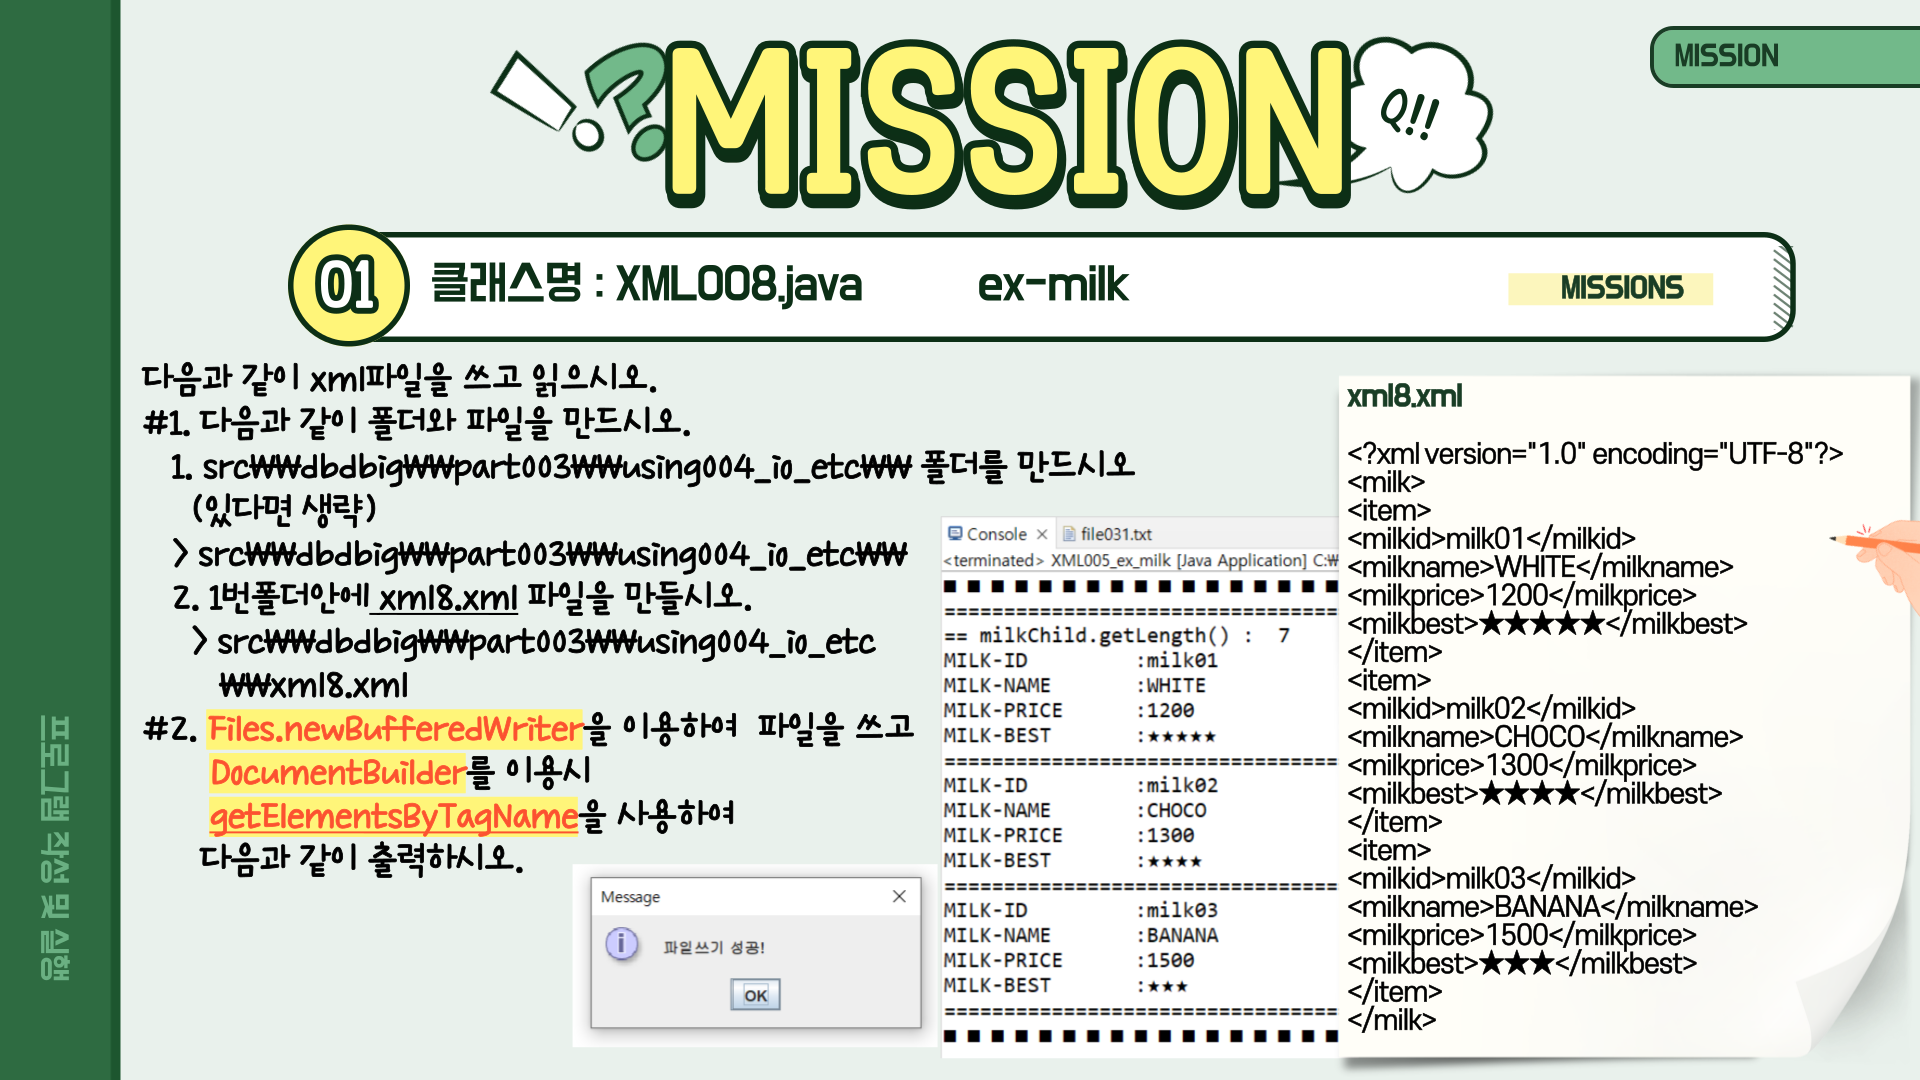 MISSION
MISSION
Q!!
01
클래스명 : XML008.java ex-milk
MISSIONS
다음과 같이 xml파일을 쓰고 읽으시오.
#1. 다음과 같이 폴더와 파일을 만드시오.
1. src₩₩dbdbig₩₩part003₩₩using004_io_etc₩₩ 폴더를 만드시오
(있다면 생략)
> src₩₩dbdbig₩₩part003₩₩using004_io_etc₩₩
2. 1번폴더안에 xml8.xml 파일을 만들시오.
> src₩₩dbdbig₩₩part003₩₩using004_io_etc
₩₩xml8.xml
#2. Files.newBufferedWriter을 이용하여 파일을 쓰고
DocumentBuilder를 이용시
getElementsByTagName을 사용하여
다음과 같이 출력하시오.
Message
파일쓰기 성공!
OK
Console
file031.txt
<terminated> XML005_ex_milk [Java Application] C:₩
■ ■ ■ ■ ■ ■ ■ ■ ■ ■ ■ ■ ■ ■ ■ ■ ■
=================================
== milkChild.getLength() : 7
MILK-ID :milk01
MILK-NAME :WHITE
MILK-PRICE :1200
MILK-BEST :★★★★★
=================================
MILK-ID :milk02
MILK-NAME :CHOCO
MILK-PRICE :1300
MILK-BEST :★★★★
=================================
MILK-ID :milk03
MILK-NAME :BANANA
MILK-PRICE :1500
MILK-BEST :★★★
=================================
■ ■ ■ ■ ■ ■ ■ ■ ■ ■ ■ ■ ■ ■ ■ ■ ■
xml8.xml
<?xml version="1.0" encoding="UTF-8"?>
<milk>
<item>
<milkid>milk01</milkid>
<milkname>WHITE</milkname>
<milkprice>1200</milkprice>
<milkbest>★★★★★</milkbest>
</item>
<item>
<milkid>milk02</milkid>
<milkname>CHOCO</milkname>
<milkprice>1300</milkprice>
<milkbest>★★★★</milkbest>
</item>
<item>
<milkid>milk03</milkid>
<milkname>BANANA</milkname>
<milkprice>1500</milkprice>
<milkbest>★★★</milkbest>
</item>
</milk>
프로그램 작성 및 실행